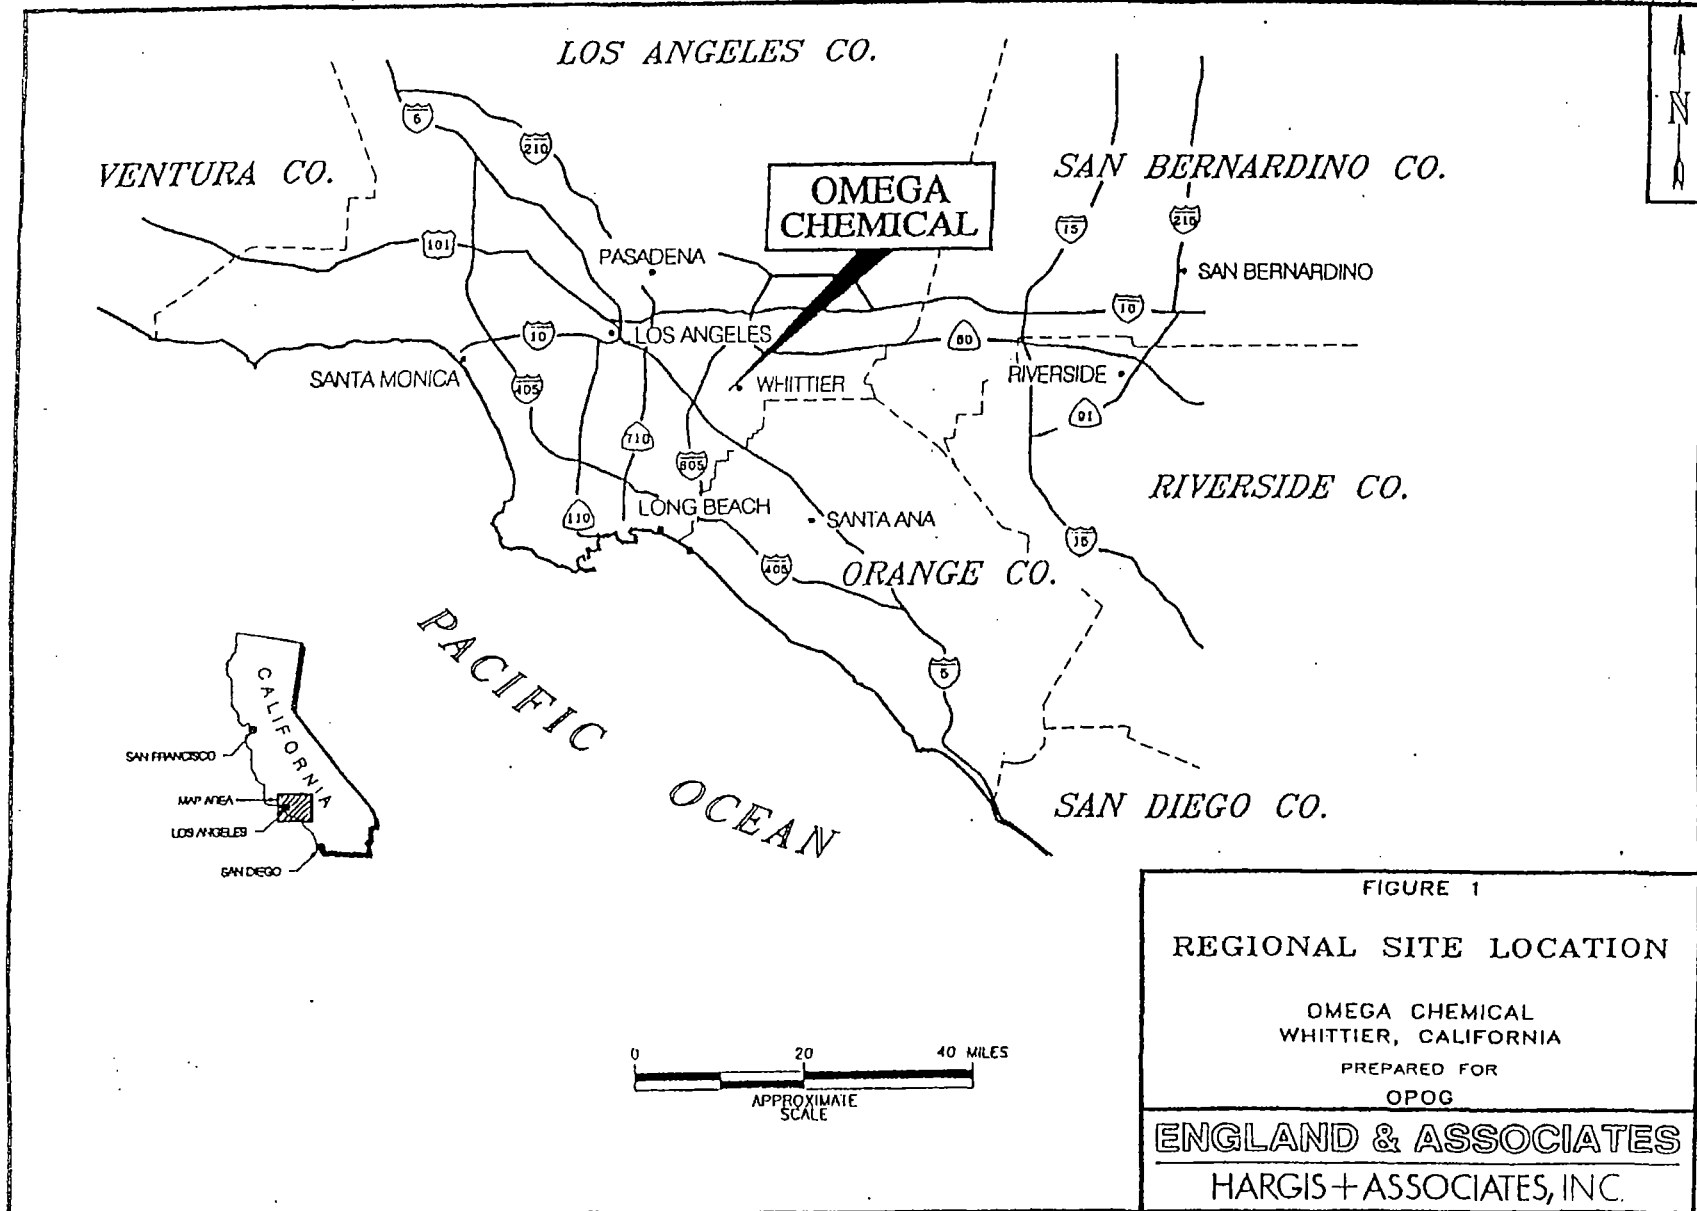 LOS ANGELES CO.
N
5
210
VENTURA CO.
SAN BERNARDINO CO.
OMEGA
CHEMICAL
15
210
101
PASADENA
SAN BERNARDINO
10
10
LOS ANGELES
60
SANTA MONICA
405
WHITTIER
RIVERSIDE
91
710
605
RIVERSIDE CO.
LONG BEACH
110
SANTA ANA
15
405
ORANGE CO.
PACIFIC
OCEAN
5
CALIFORNIA
SAN FRANCISCO
MAP AREA
LOS ANGELES
SAN DIEGO
SAN DIEGO CO.
0 20 40 MILES
APPROXIMATE
SCALE
FIGURE 1
REGIONAL SITE LOCATION
OMEGA CHEMICAL
WHITTIER, CALIFORNIA
PREPARED FOR
OPOG
ENGLAND & ASSOCIATES
HARGIS+ASSOCIATES, INC.